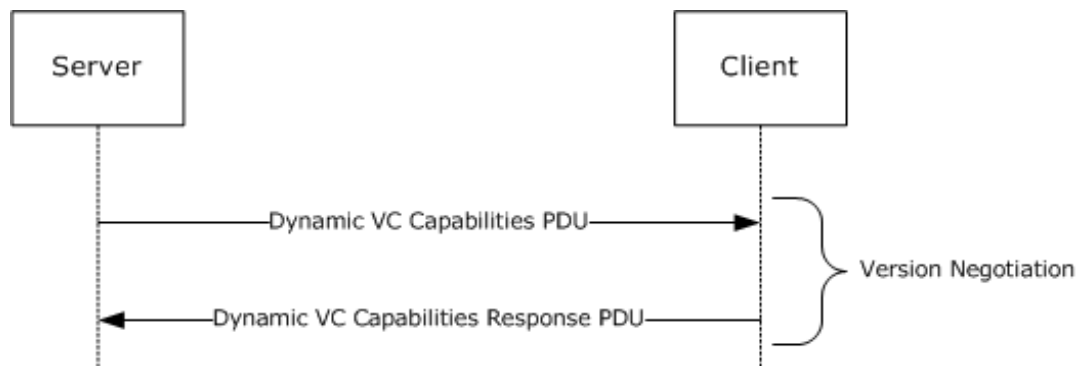 Server
Client
Dynamic VC Capabilities PDU
Version Negotiation
Dynamic VC Capabilities Response PDU